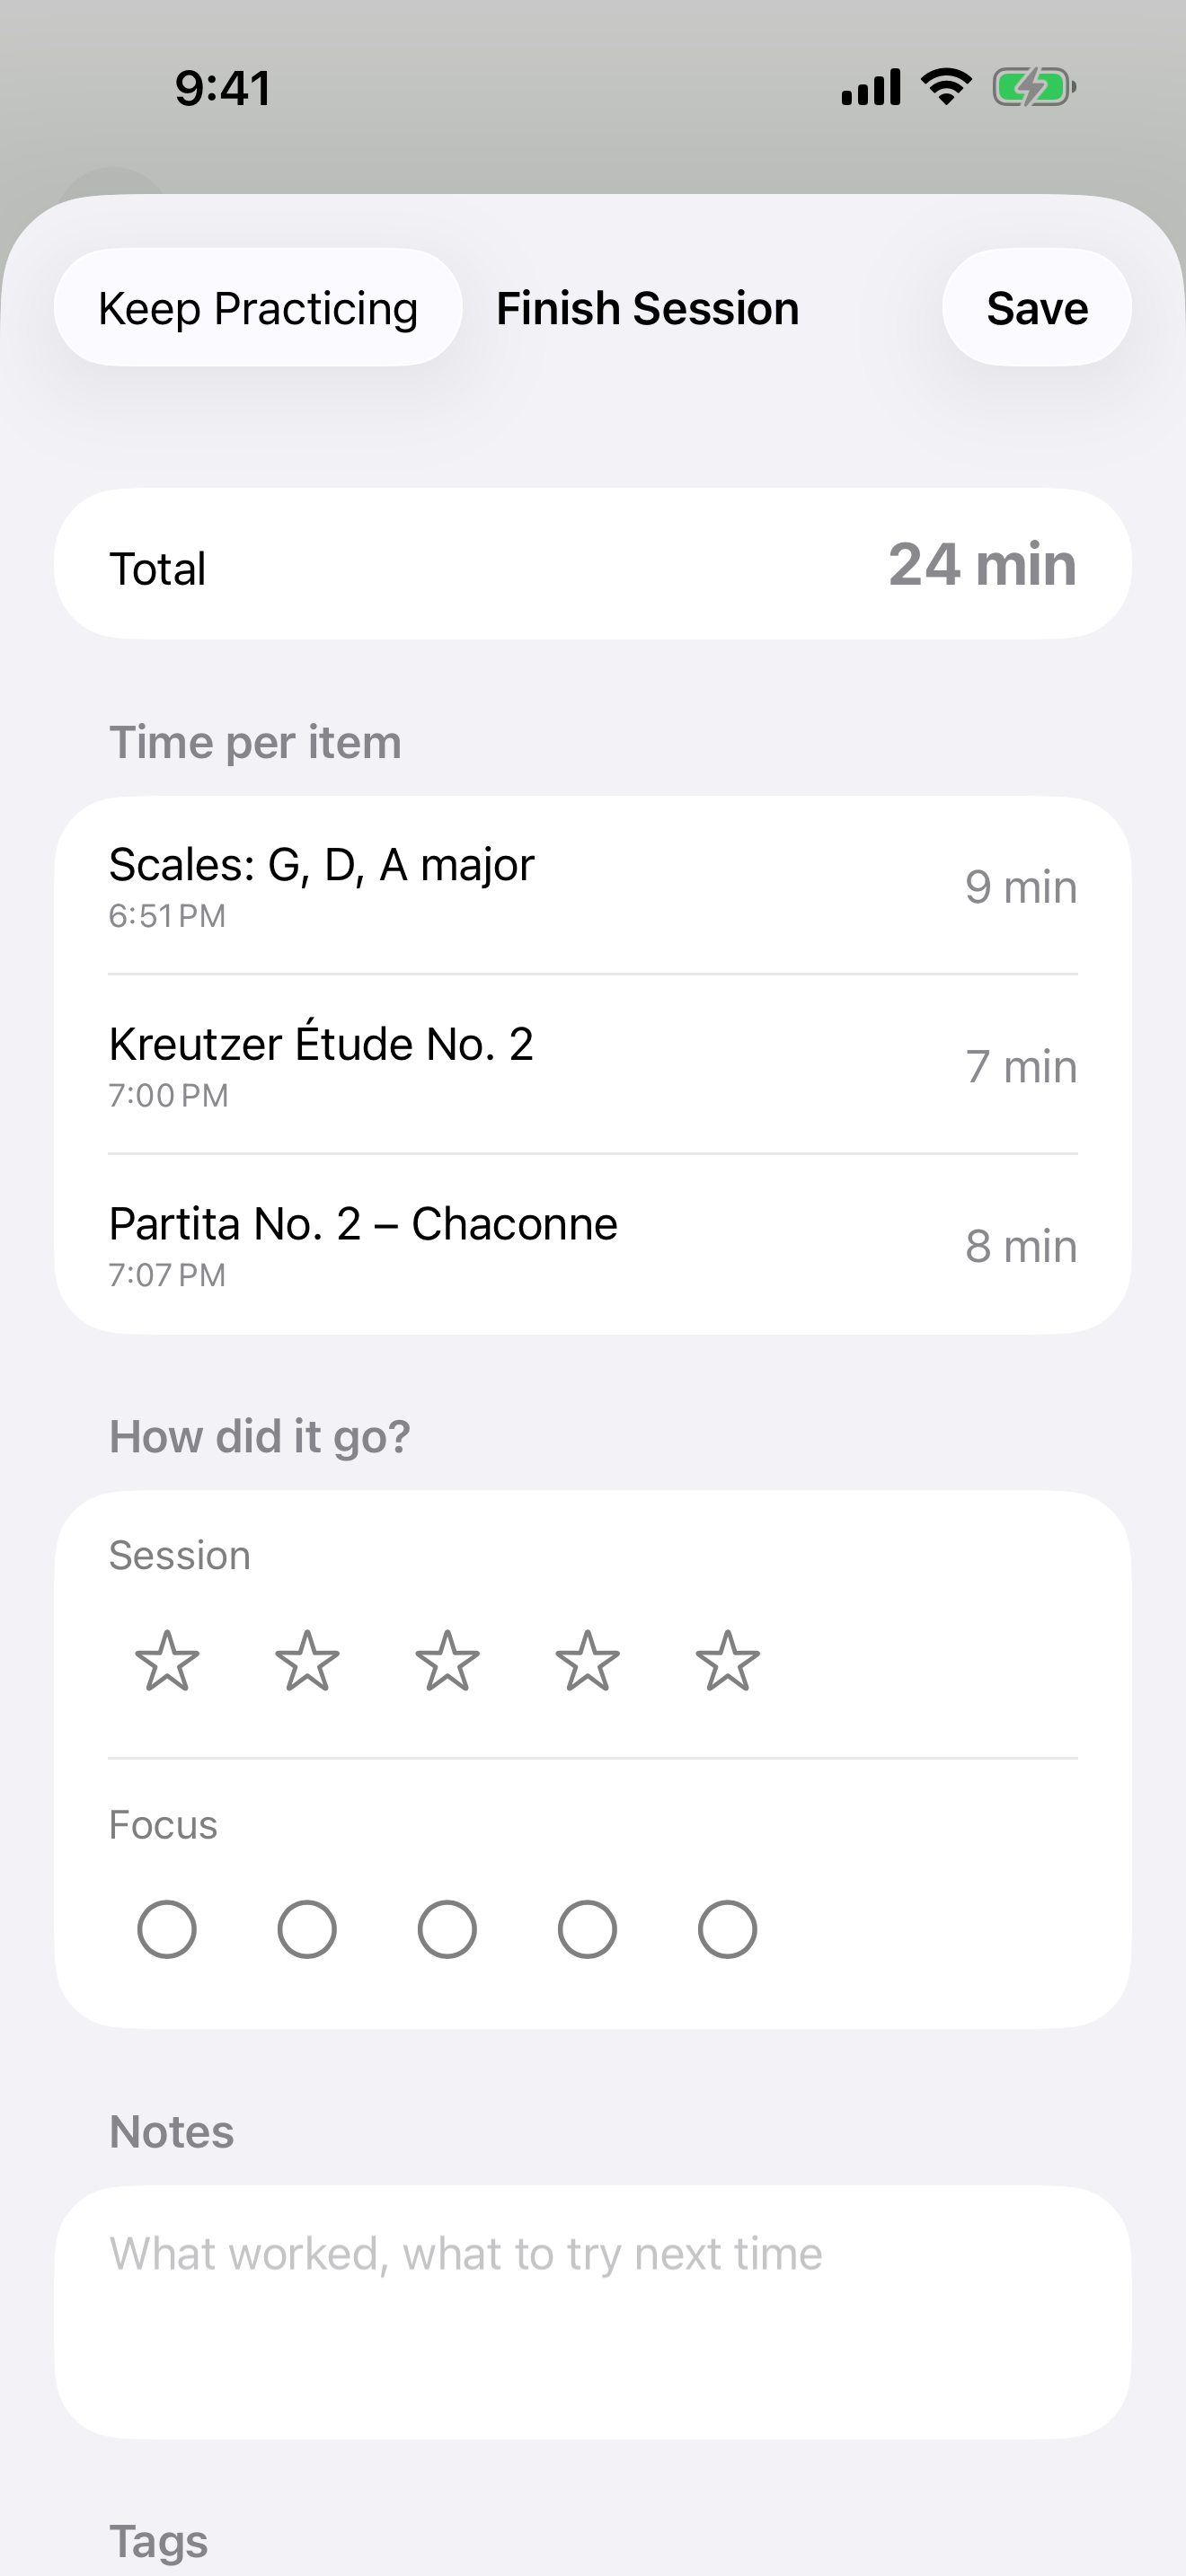 9:41
Keep Practicing
Finish Session
Save
Total
24 min
Time per item
Scales: G, D, A major
6:51 PM
9 min
Kreutzer Étude No. 2
7:00 PM
7 min
Partita No. 2 – Chaconne
7:07 PM
8 min
How did it go?
Session
Focus
Notes
What worked, what to try next time
Tags